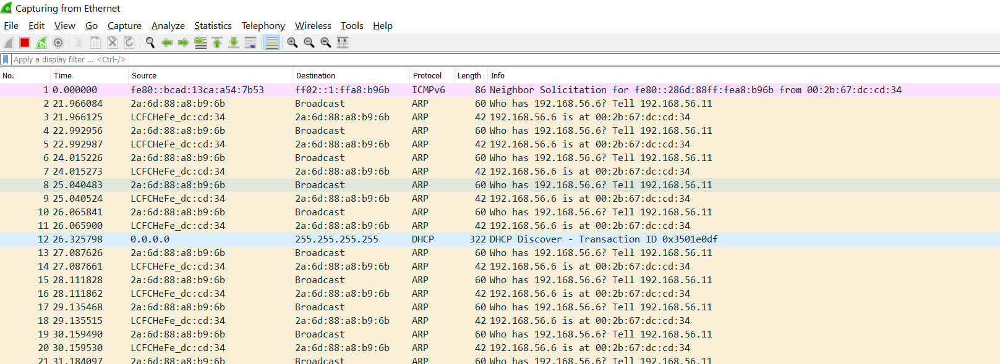 Capturing from Ethernet
File Edit View Go Capture Analyze Statistics Telephony Wireless Tools Help
Apply a display filter ... <Ctrl-/>
No. Time Source Destination Protocol Length Info
1 0.000000 fe80::bcad:13ca:a54:7b53 ff02::1:ffa8:b96b ICMPv6 86 Neighbor Solicitation for fe80::286d:88ff:fea8:b96b from 00:2b:67:dc:cd:34
2 21.966084 2a:6d:88:a8:b9:6b Broadcast ARP 60 Who has 192.168.56.6? Tell 192.168.56.11
3 21.966125 LCFCHeFe_dc:cd:34 2a:6d:88:a8:b9:6b ARP 42 192.168.56.6 is at 00:2b:67:dc:cd:34
4 22.992956 2a:6d:88:a8:b9:6b Broadcast ARP 60 Who has 192.168.56.6? Tell 192.168.56.11
5 22.992987 LCFCHeFe_dc:cd:34 2a:6d:88:a8:b9:6b ARP 42 192.168.56.6 is at 00:2b:67:dc:cd:34
6 24.015226 2a:6d:88:a8:b9:6b Broadcast ARP 60 Who has 192.168.56.6? Tell 192.168.56.11
7 24.015273 LCFCHeFe_dc:cd:34 2a:6d:88:a8:b9:6b ARP 42 192.168.56.6 is at 00:2b:67:dc:cd:34
8 25.040483 2a:6d:88:a8:b9:6b Broadcast ARP 60 Who has 192.168.56.6? Tell 192.168.56.11
9 25.040524 LCFCHeFe_dc:cd:34 2a:6d:88:a8:b9:6b ARP 42 192.168.56.6 is at 00:2b:67:dc:cd:34
10 26.065841 2a:6d:88:a8:b9:6b Broadcast ARP 60 Who has 192.168.56.6? Tell 192.168.56.11
11 26.065900 LCFCHeFe_dc:cd:34 2a:6d:88:a8:b9:6b ARP 42 192.168.56.6 is at 00:2b:67:dc:cd:34
12 26.325798 0.0.0.0 255.255.255.255 DHCP 322 DHCP Discover - Transaction ID 0x3501e0df
13 27.087626 2a:6d:88:a8:b9:6b Broadcast ARP 60 Who has 192.168.56.6? Tell 192.168.56.11
14 27.087661 LCFCHeFe_dc:cd:34 2a:6d:88:a8:b9:6b ARP 42 192.168.56.6 is at 00:2b:67:dc:cd:34
15 28.111828 2a:6d:88:a8:b9:6b Broadcast ARP 60 Who has 192.168.56.6? Tell 192.168.56.11
16 28.111862 LCFCHeFe_dc:cd:34 2a:6d:88:a8:b9:6b ARP 42 192.168.56.6 is at 00:2b:67:dc:cd:34
17 29.135468 2a:6d:88:a8:b9:6b Broadcast ARP 60 Who has 192.168.56.6? Tell 192.168.56.11
18 29.135515 LCFCHeFe_dc:cd:34 2a:6d:88:a8:b9:6b ARP 42 192.168.56.6 is at 00:2b:67:dc:cd:34
19 30.159490 2a:6d:88:a8:b9:6b Broadcast ARP 60 Who has 192.168.56.6? Tell 192.168.56.11
20 30.159530 LCFCHeFe_dc:cd:34 2a:6d:88:a8:b9:6b ARP 42 192.168.56.6 is at 00:2b:67:dc:cd:34
21 31.184097 2a:6d:88:a8:b9:6b Broadcast ARP 60 Who has 192.168.56.6? Tell 192.168.56.11